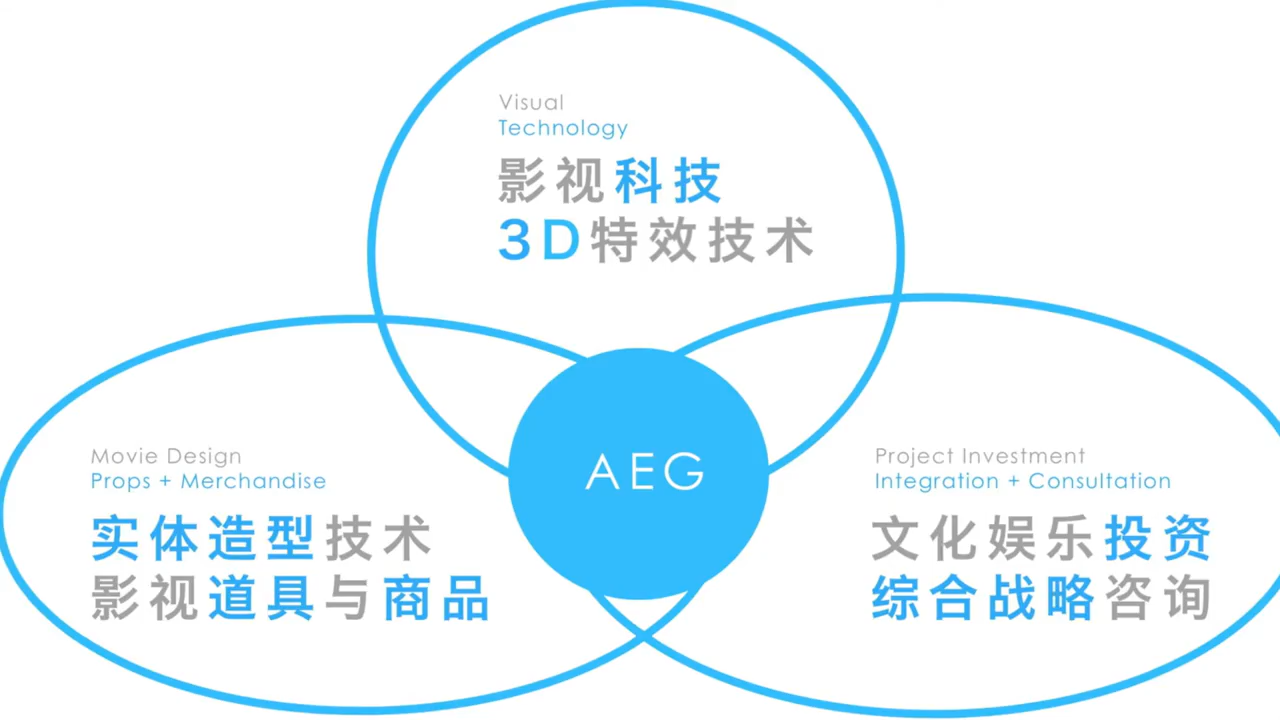 Visual
Technology
影视科技
3D特效技术
AEG
Movie Design
Props + Merchandise
实体造型技术
影视道具与商品
Project Investment
Integration + Consultation
文化娱乐投资
综合战略咨询